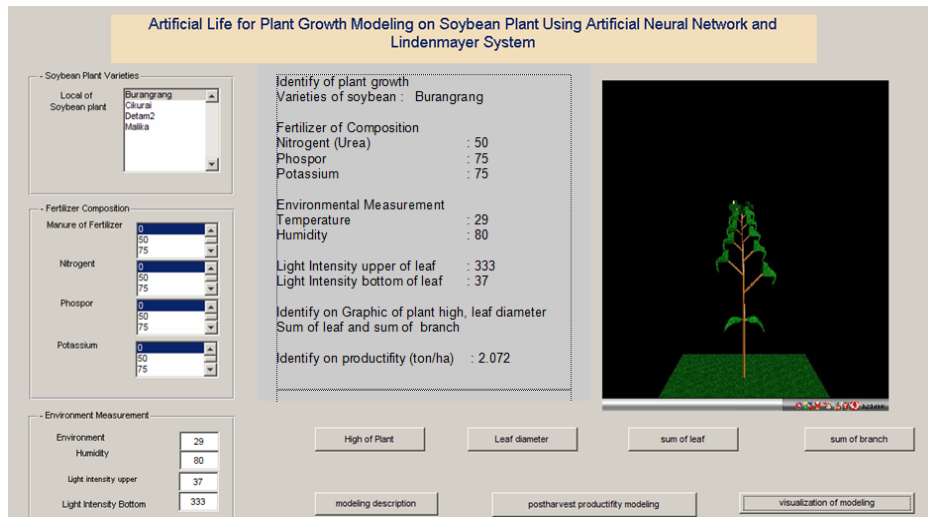 Artificial Life for Plant Growth Modeling on Soybean Plant Using Artificial Neural Network and
Lindenmayer System
- Soybean Plant Varieties
Local of
Soybean plant
Burangrang
Cikurai
Detam2
Malika
- Fertilizer Composition
Manure of Fertilizer
0
50
75
Nitrogent
0
50
75
Phospor
0
50
75
Potassium
0
50
75
- Environment Measurement
Environment 29
Humidity 80
Light intensity upper 37
Light Intensity Bottom 333
Identify of plant growth
Varieties of soybean : Burangrang
Fertilizer of Composition
Nitrogent (Urea) : 50
Phospor : 75
Potassium : 75
Environmental Measurement
Temperature : 29
Humidity : 80
Light Intensity upper of leaf : 333
Light Intensity bottom of leaf : 37
Identify on Graphic of plant high, leaf diameter
Sum of leaf and sum of branch
Identify on productifity (ton/ha) : 2.072
High of Plant
Leaf diameter
sum of leaf
sum of branch
modeling description
postharvest productifity modeling
visualization of modeling